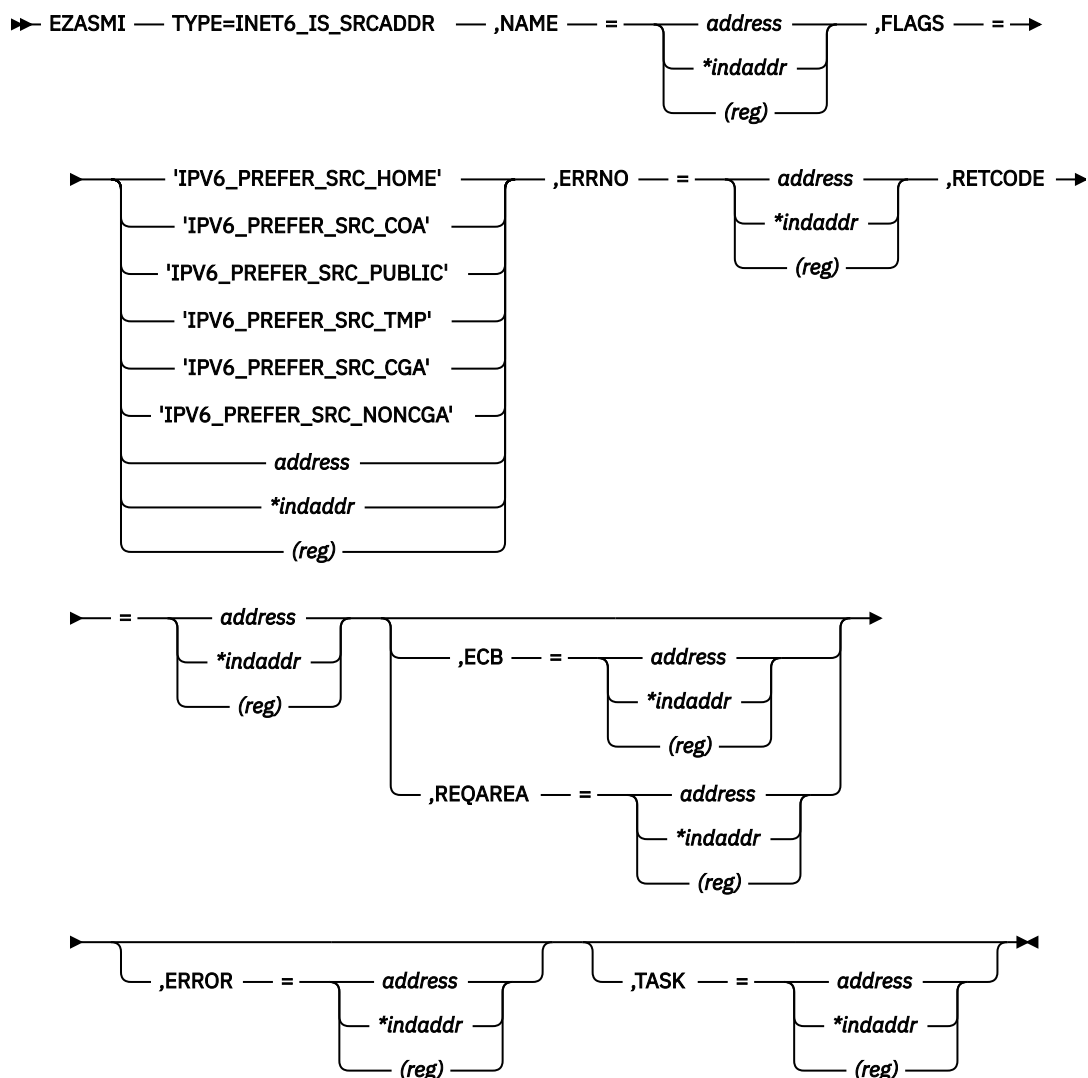 EZASMI TYPE=INET6_IS_SRCADDR ,NAME = address ,FLAGS =
*indaddr
(reg)
'IPV6_PREFER_SRC_HOME' ,ERRNO = address ,RETCODE
'IPV6_PREFER_SRC_COA' *indaddr
'IPV6_PREFER_SRC_PUBLIC' (reg)
'IPV6_PREFER_SRC_TMP'
'IPV6_PREFER_SRC_CGA'
'IPV6_PREFER_SRC_NONCGA'
address
*indaddr
(reg)
= address
*indaddr ,ECB = address
(reg) *indaddr
(reg)
,REQAREA = address
*indaddr
(reg)
,ERROR = address ,TASK = address
*indaddr *indaddr
(reg) (reg)